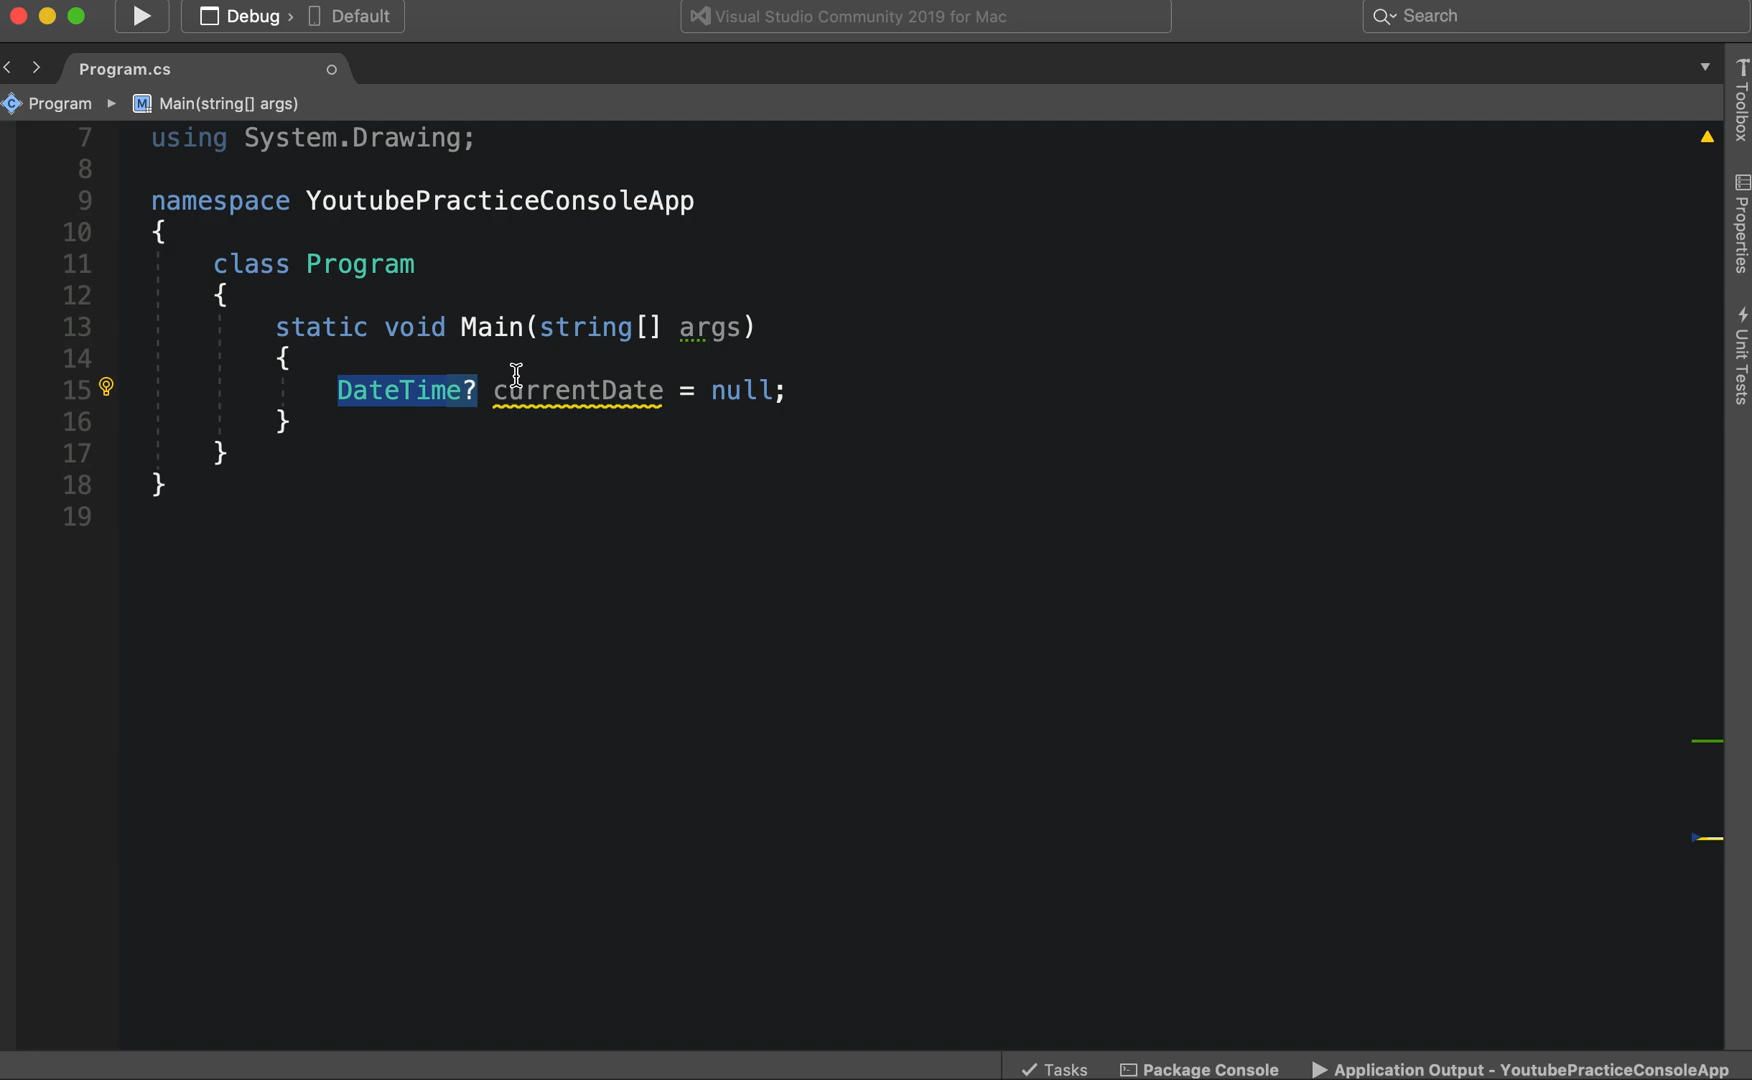 Debug › Default
Visual Studio Community 2019 for Mac
Search
Program.cs
Program ▸ M Main(string[] args)
7 using System.Drawing;
8
9 namespace YoutubePracticeConsoleApp
10 {
11 class Program
12 {
13 static void Main(string[] args)
14 {
15 DateTime? currentDate = null;
16 }
17 }
18 }
19
Toolbox
Properties
Unit Tests
Tasks
Package Console
Application Output - YoutubePracticeConsoleApp